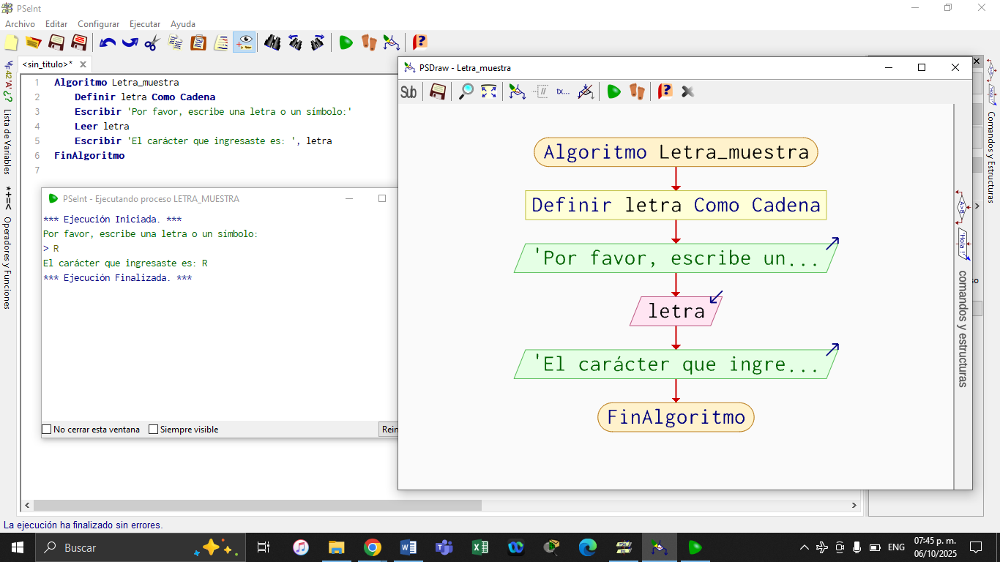 PSeInt
Archivo Editar Configurar Ejecutar Ayuda
<sin_titulo>*
42 'A' ¿?
Lista de Variables
*+=<
Operadores y Funciones
1 Algoritmo Letra_muestra
2 Definir letra Como Cadena
3 Escribir 'Por favor, escribe una letra o un símbolo:'
4 Leer letra
5 Escribir 'El carácter que ingresaste es: ', letra
6 FinAlgoritmo
7
PSeInt - Ejecutando proceso LETRA_MUESTRA
*** Ejecución Iniciada. ***
Por favor, escribe una letra o un símbolo:
> R
El carácter que ingresaste es: R
*** Ejecución Finalizada. ***
No cerrar esta ventana Siempre visible Rein
PSDraw - Letra_muestra
Sub // tx...
Algoritmo Letra_muestra
Definir letra Como Cadena
'Por favor, escribe un...
letra
'El carácter que ingre...
FinAlgoritmo
A>B
"Hola !"
comandos y estructuras
Comandos y Estructuras
so
La ejecución ha finalizado sin errores.
Buscar
ENG
07:45 p. m.
06/10/2025